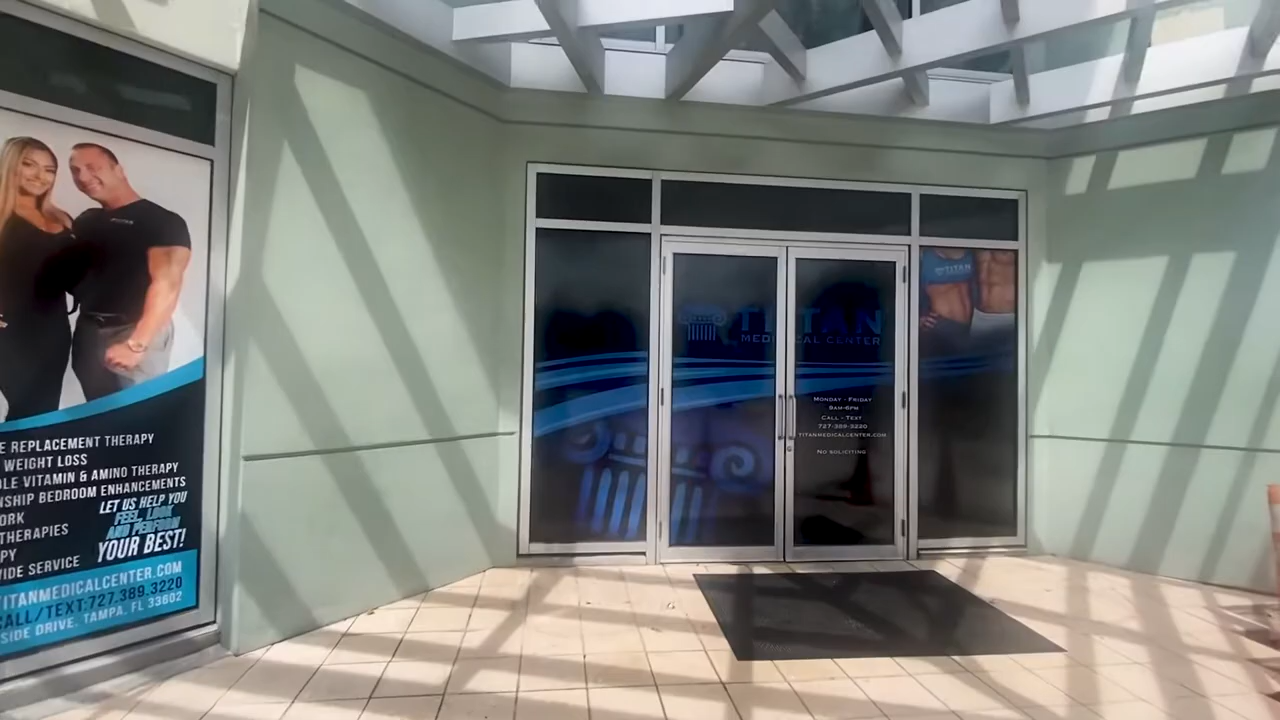 E REPLACEMENT THERAPY
WEIGHT LOSS
LE VITAMIN & AMINO THERAPY
NSHIP BEDROOM ENHANCEMENTS
ORK
THERAPIES
PY
IDE SERVICE
LET US HELP YOU
FEEL, LOOK
AND PERFORM
YOUR BEST!
TITANMEDICALCENTER.COM
CALL/TEXT:727.389.3220
SIDE DRIVE. TAMPA, FL 33602
TITAN
MEDICAL CENTER
MONDAY - FRIDAY
9AM-6PM
CALL - TEXT
727-389-3220
TITANMEDICALCENTER.COM
NO SOLICITING
TITAN